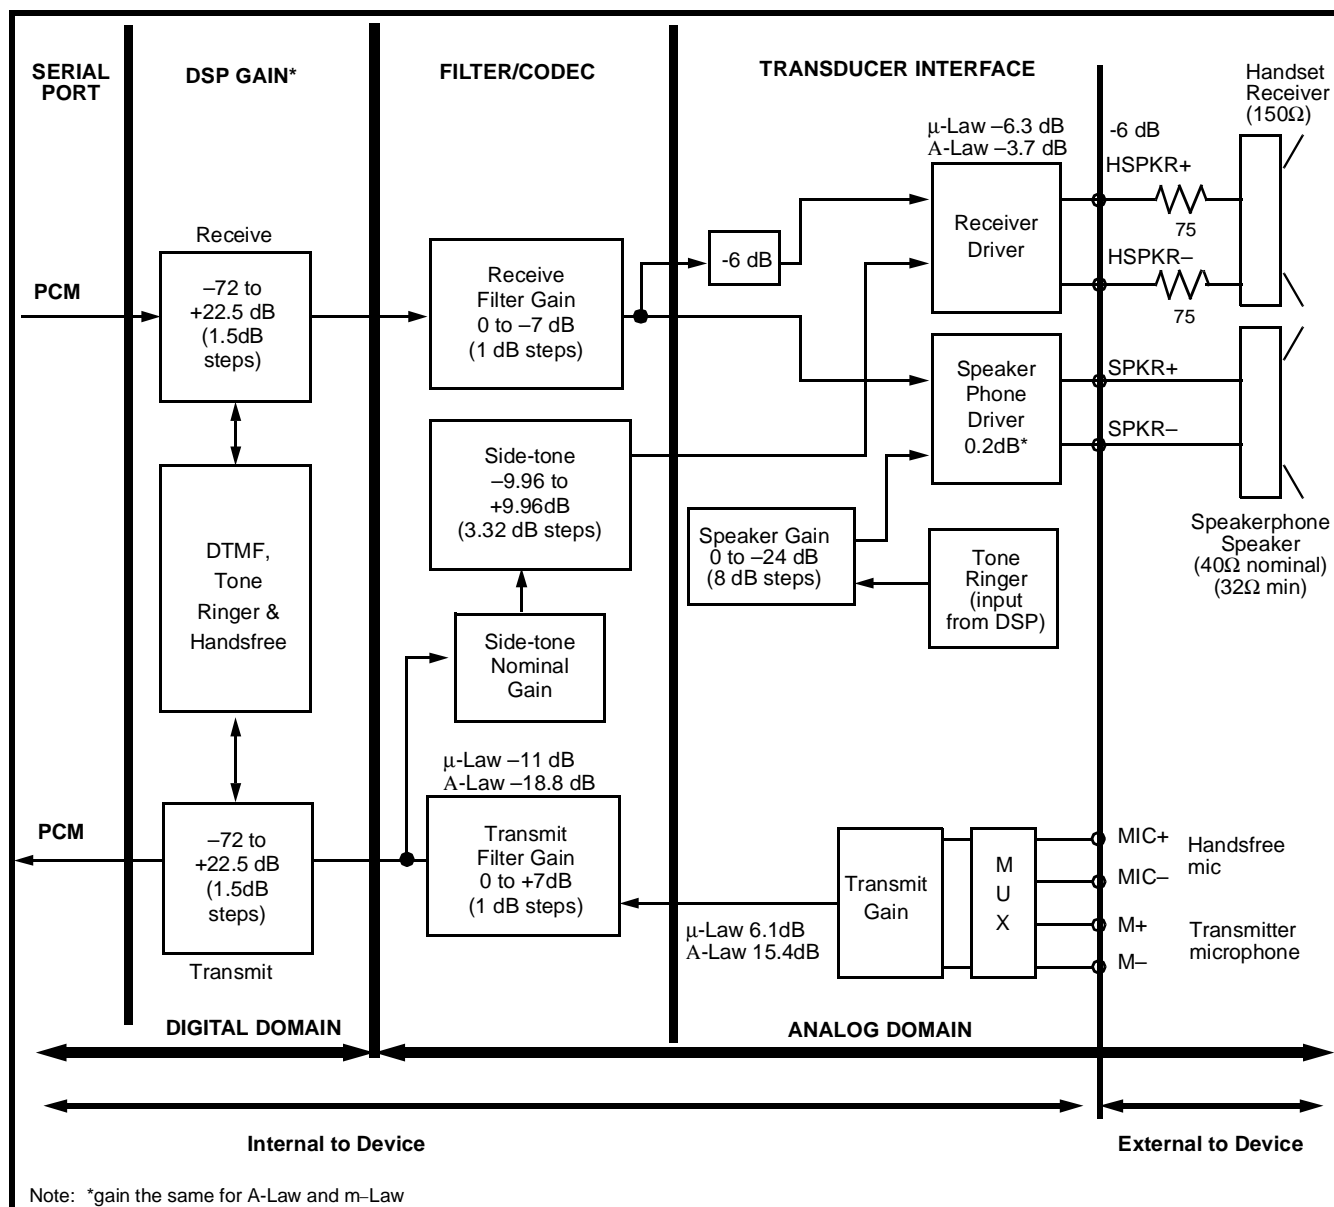 SERIAL
PORT
DSP GAIN*
FILTER/CODEC
TRANSDUCER INTERFACE
Handset
Receiver
(150Ω)
μ-Law –6.3 dB
A-Law –3.7 dB
-6 dB
HSPKR+
75
HSPKR–
75
Receiver
Driver
-6 dB
Receive
–72 to
+22.5 dB
(1.5dB
steps)
PCM
Receive
Filter Gain
0 to –7 dB
(1 dB steps)
Speaker
Phone
Driver
0.2dB*
SPKR+
SPKR–
Side-tone
–9.96 to
+9.96dB
(3.32 dB steps)
Speaker Gain
0 to –24 dB
(8 dB steps)
Tone
Ringer
(input
from DSP)
Speakerphone
Speaker
(40Ω nominal)
(32Ω min)
DTMF,
Tone
Ringer &
Handsfree
Side-tone
Nominal
Gain
μ-Law –11 dB
A-Law –18.8 dB
PCM
–72 to
+22.5 dB
(1.5dB
steps)
Transmit
Transmit
Filter Gain
0 to +7dB
(1 dB steps)
μ-Law 6.1dB
A-Law 15.4dB
Transmit
Gain
M
U
X
MIC+
MIC–
Handsfree
mic
M+
M–
Transmitter
microphone
DIGITAL DOMAIN
ANALOG DOMAIN
Internal to Device
External to Device
Note: *gain the same for A-Law and m–Law